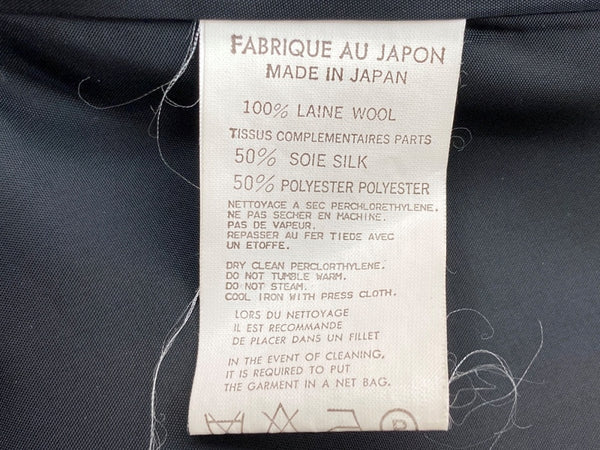 FABRIQUE AU JAPON
MADE IN JAPAN
100% LAINE WOOL
TISSUS COMPLEMENTAIRES PARTS
50% SOIE SILK
50% POLYESTER POLYESTER
NETTOYAGE A SEC PERCHLORETHYLENE.
NE PAS SECHER EN MACHINE.
PAS DE VAPEUR.
REPASSER AU FER TIEDE AVEC
UN ETOFFE.
DRY CLEAN PERCLORTHYLENE.
DO NOT TUMBLE WARM.
DO NOT STEAM.
COOL IRON WITH PRESS CLOTH.
LORS DU NETTOYAGE
IL EST RECOMMANDE
DE PLACER DANS UN FILLET
IN THE EVENT OF CLEANING,
IT IS REQUIRED TO PUT
THE GARMENT IN A NET BAG.
P